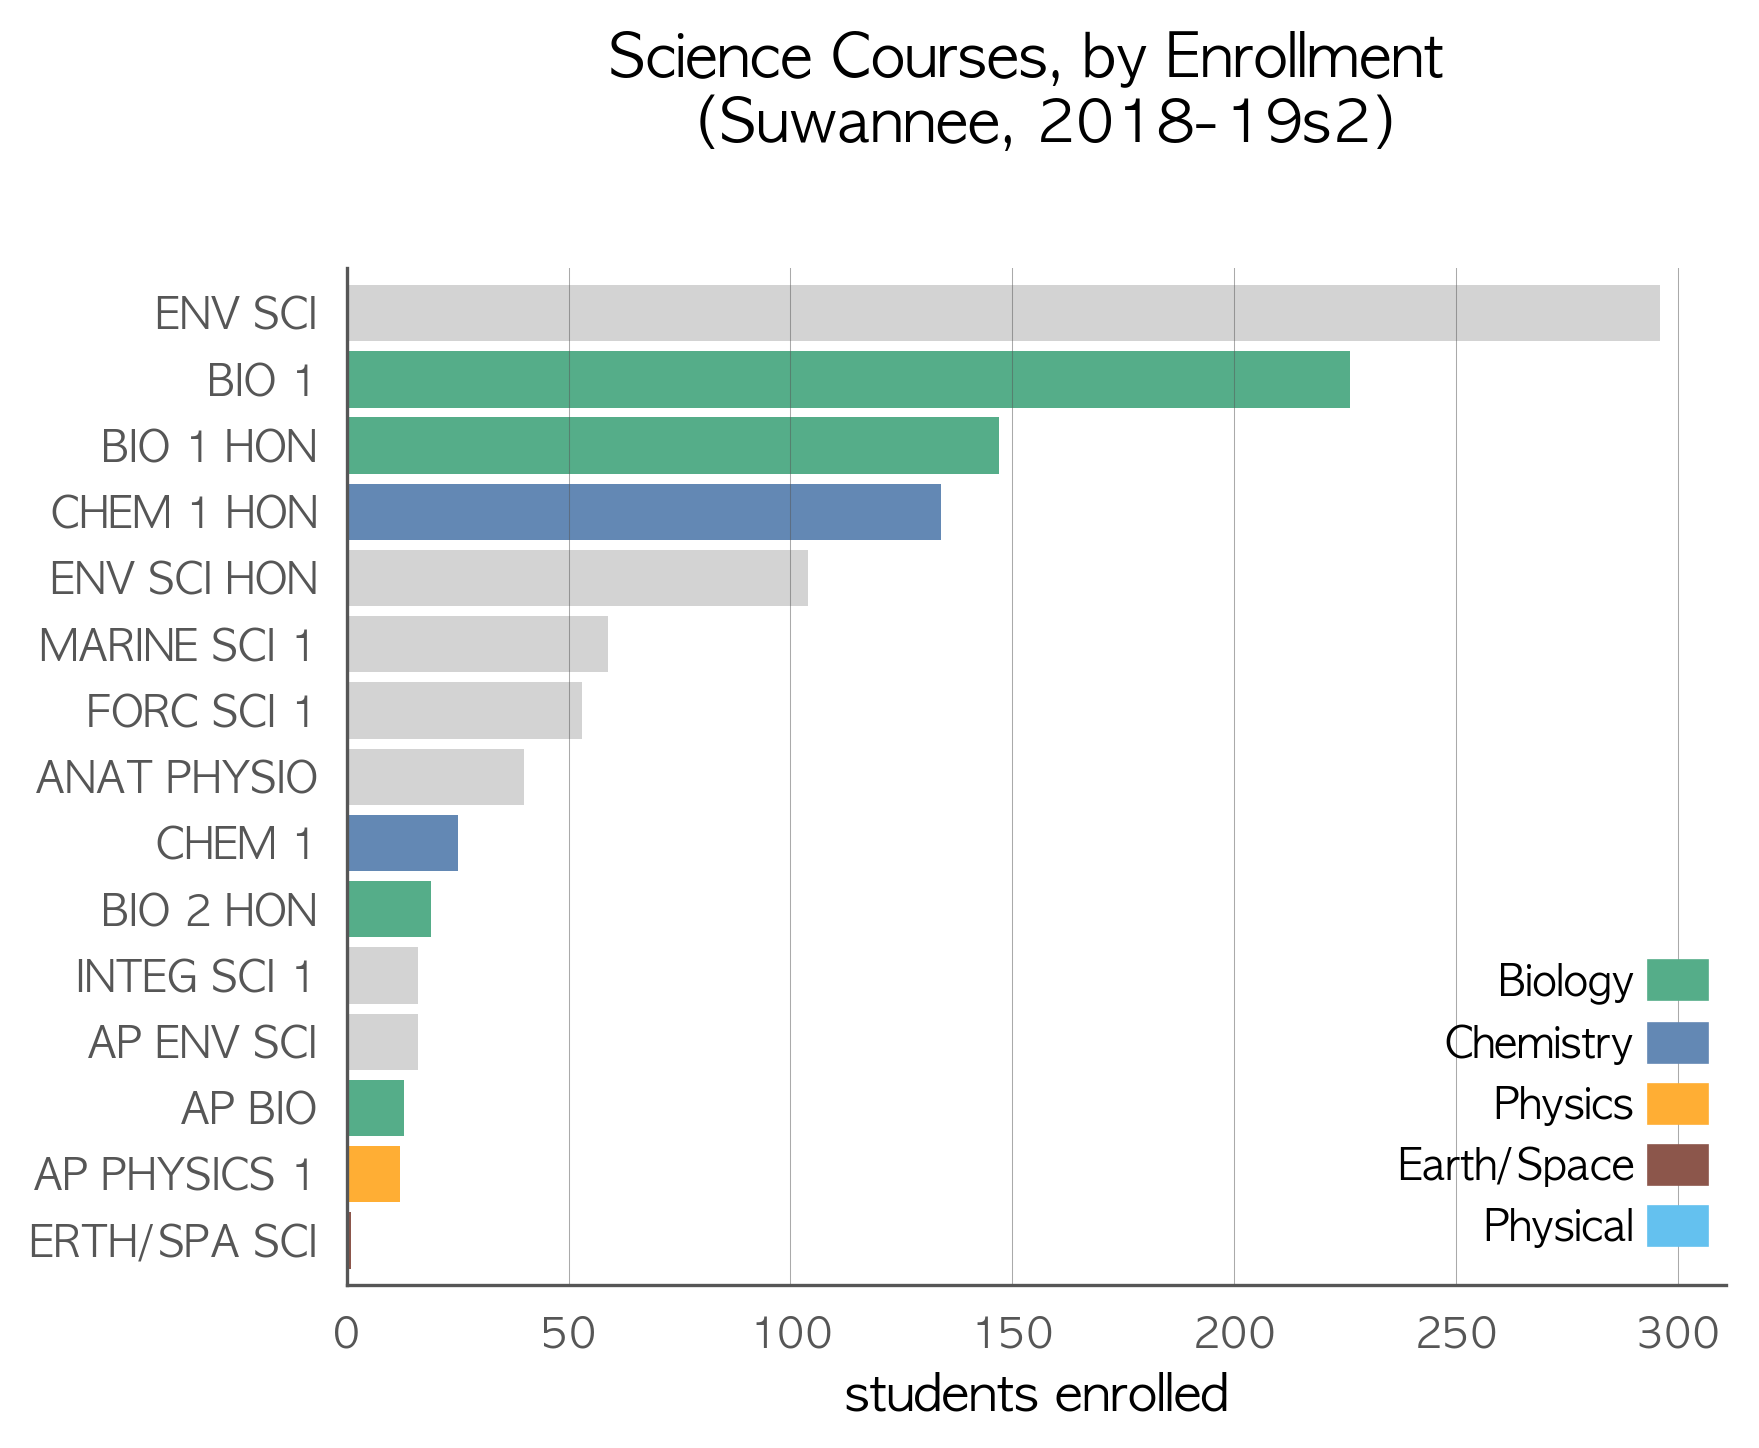 Science Courses, by Enrollment
(Suwannee, 2018-19s2)
ENV SCI
BIO 1
BIO 1 HON
CHEM 1 HON
ENV SCI HON
MARINE SCI 1
FORC SCI 1
ANAT PHYSIO
CHEM 1
BIO 2 HON
INTEG SCI 1
AP ENV SCI
AP BIO
AP PHYSICS 1
ERTH/SPA SCI
Biology
Chemistry
Physics
Earth/Space
Physical
0 50 100 150 200 250 300
students enrolled